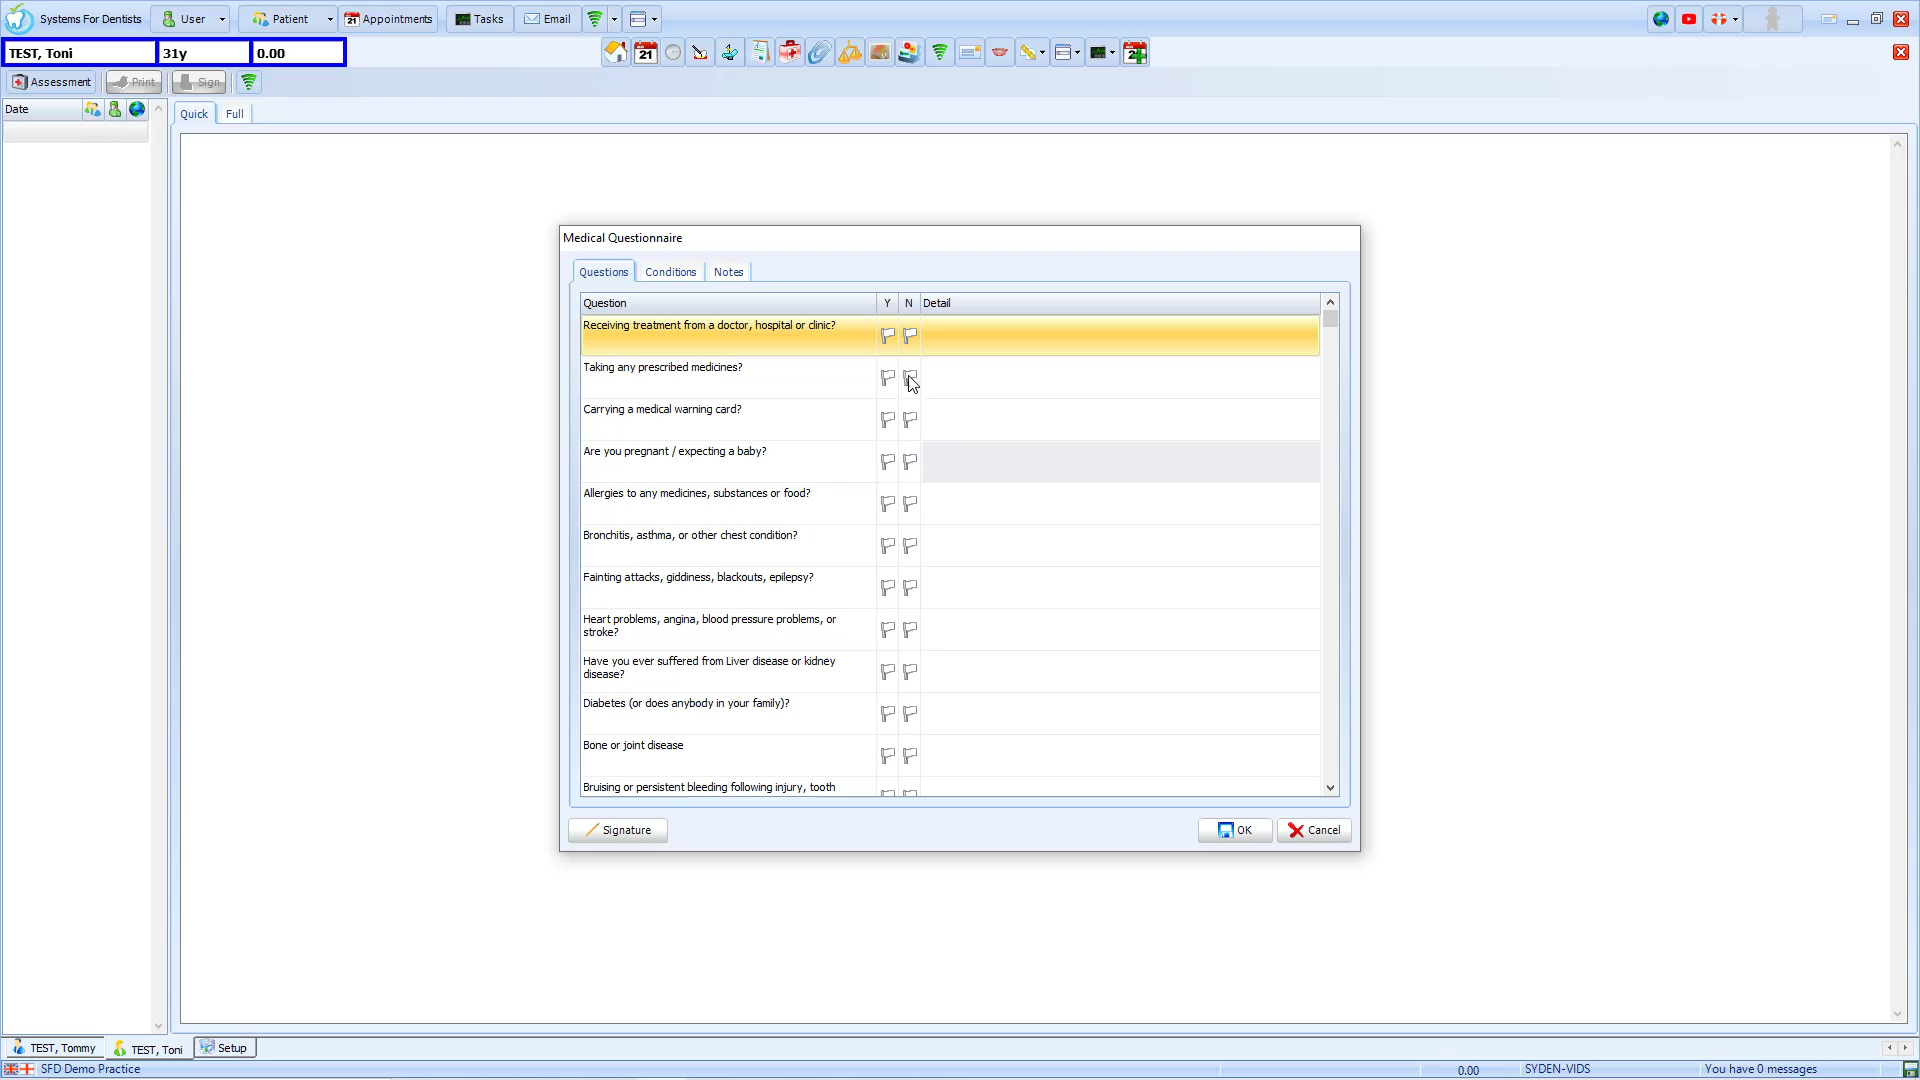 Systems For Dentists User Patient 21 Appointments Tasks Email
TEST, Toni 31y 0.00 21 21
Assessment Print Sign
Date Quick Full
Medical Questionnaire
Questions Conditions Notes
Question Y N Detail
Receiving treatment from a doctor, hospital or clinic?
Taking any prescribed medicines?
Carrying a medical warning card?
Are you pregnant / expecting a baby?
Allergies to any medicines, substances or food?
Bronchitis, asthma, or other chest condition?
Fainting attacks, giddiness, blackouts, epilepsy?
Heart problems, angina, blood pressure problems, or
stroke?
Have you ever suffered from Liver disease or kidney
disease?
Diabetes (or does anybody in your family)?
Bone or joint disease
Bruising or persistent bleeding following injury, tooth
Signature OK Cancel
TEST, Tommy TEST, Toni Setup
SFD Demo Practice 0.00 SYDEN-VIDS You have 0 messages